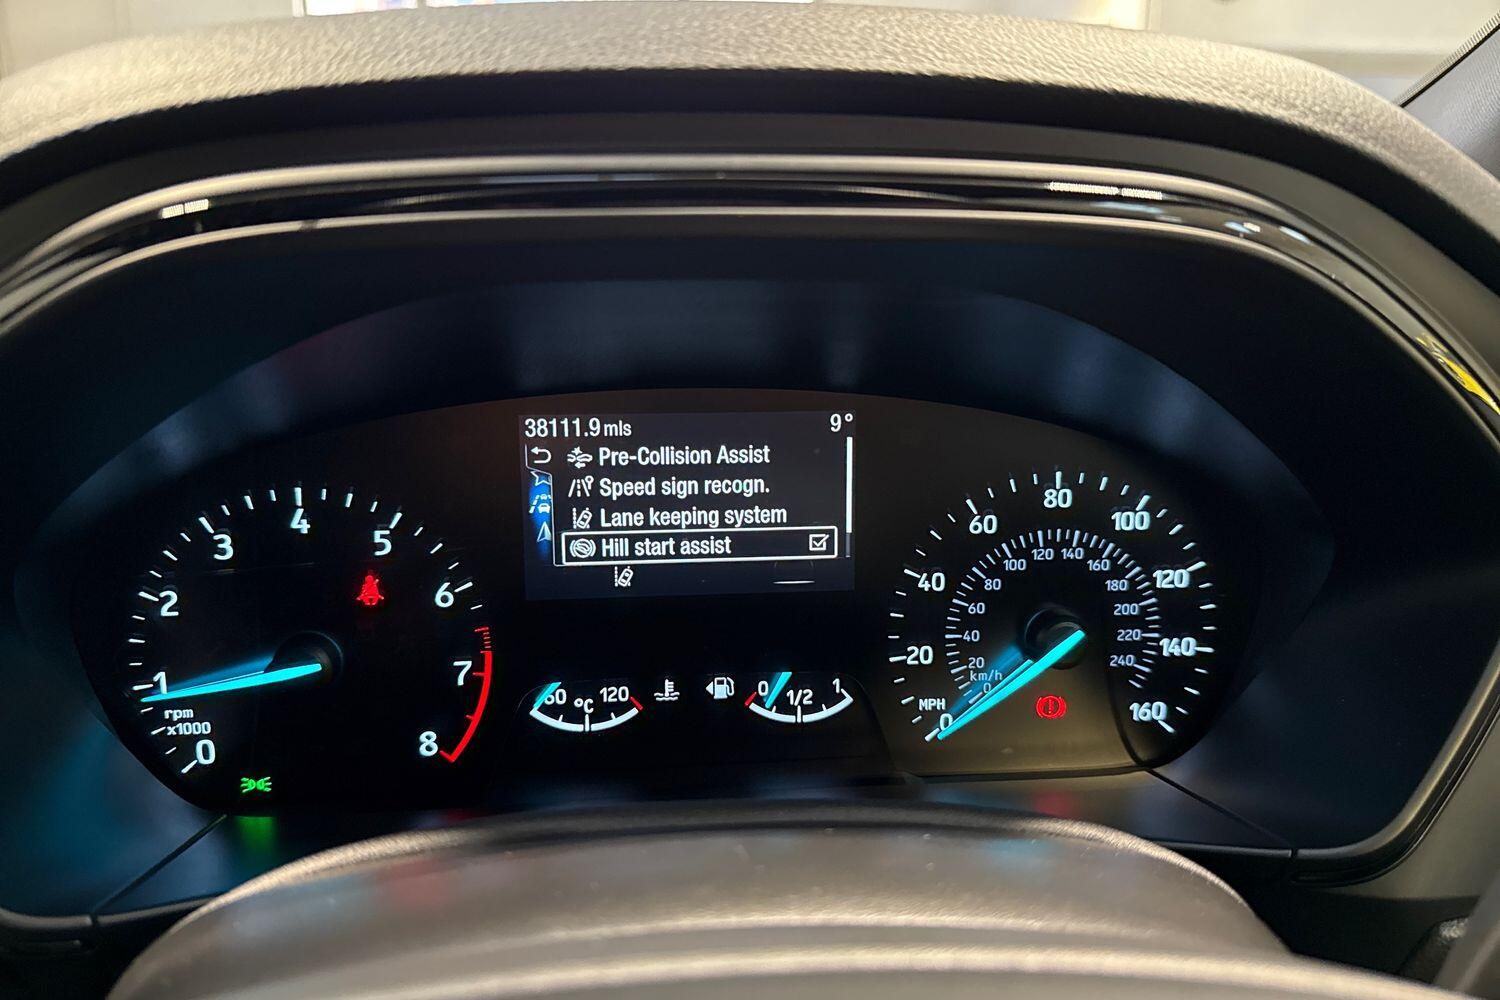 38111.9 mls 9°
Pre-Collision Assist
Speed sign recogn.
Lane keeping system
Hill start assist
0 1 2 3 4 5 6 7 8
rpm
x1000
60 °C 120
0 1/2 1
0 20 40 60 80 100 120 140 160
MPH
km/h
0 20 40 60 80 100 120 140 160 180 200 220 240